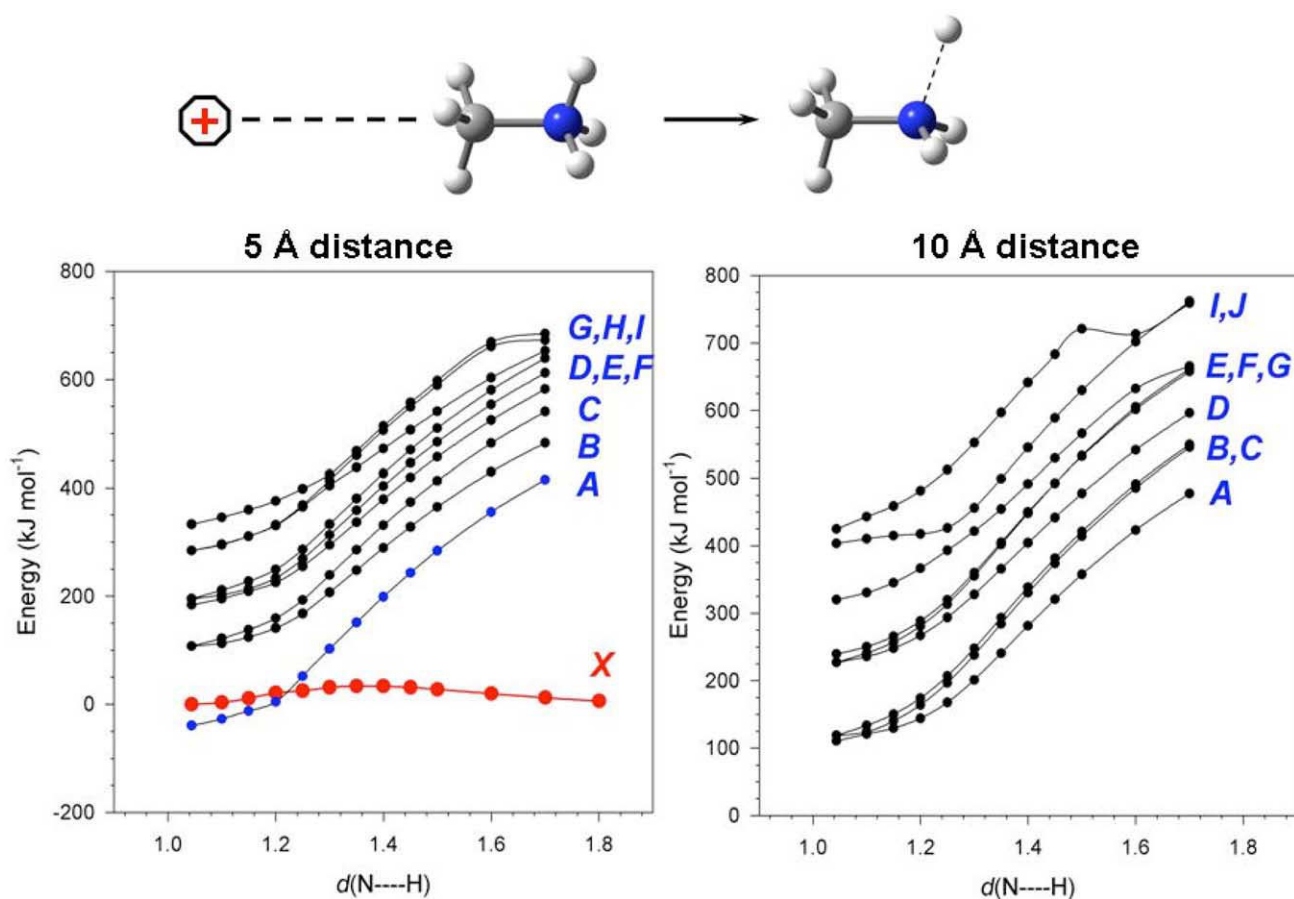 +
5 Å distance
10 Å distance
800
600
400
200
0
-200
Energy (kJ mol⁻¹)
G,H,I
D,E,F
C
B
A
X
1.0 1.2 1.4 1.6 1.8
d(N----H)
800
700
600
500
400
300
200
100
0
Energy (kJ mol⁻¹)
I,J
E,F,G
D
B,C
A
1.0 1.2 1.4 1.6 1.8
d(N----H)